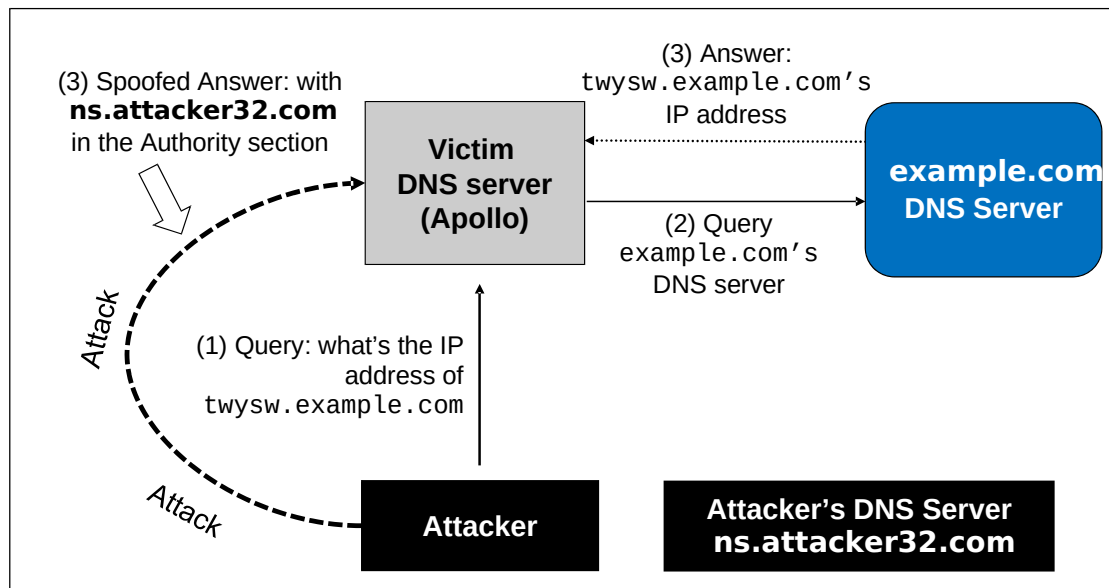 (3) Spoofed Answer: with
ns.attacker32.com
in the Authority section
(3) Answer:
twysw.example.com’s
IP address
Victim
DNS server
(Apollo)
example.com
DNS Server
(2) Query
example.com’s
DNS server
Attack
(1) Query: what’s the IP
address of
twysw.example.com
Attack
Attacker
Attacker’s DNS Server
ns.attacker32.com